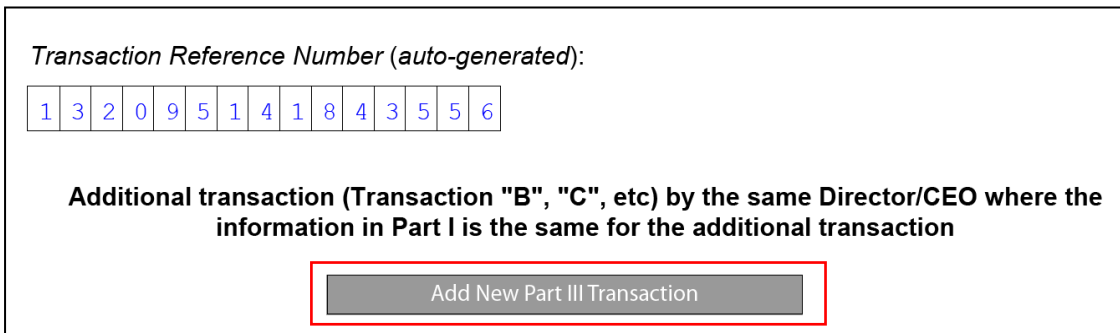 Transaction Reference Number (auto-generated):
1 3 2 0 9 5 1 4 1 8 4 3 5 5 6
Additional transaction (Transaction "B", "C", etc) by the same Director/CEO where the
information in Part I is the same for the additional transaction
Add New Part III Transaction